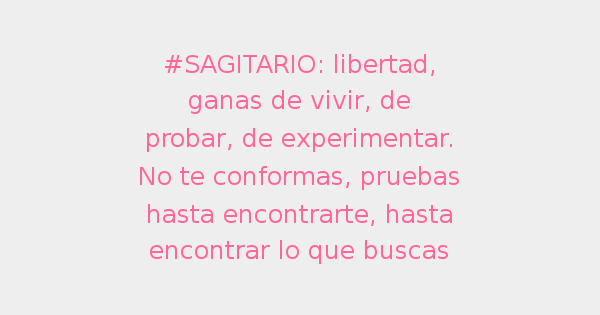 #SAGITARIO: libertad,
ganas de vivir, de
probar, de experimentar.
No te conformas, pruebas
hasta encontrarte, hasta
encontrar lo que buscas